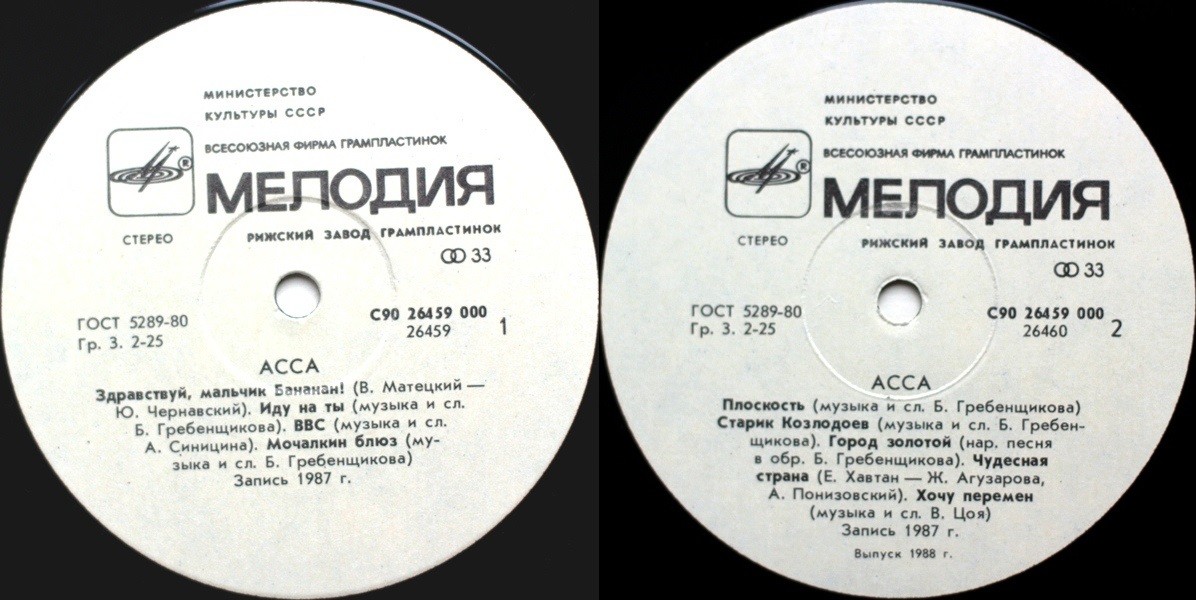 МИНИСТЕРСТВО
КУЛЬТУРЫ СССР
ВСЕСОЮЗНАЯ ФИРМА ГРАМПЛАСТИНОК
®
МЕЛОДИЯ
СТЕРЕО
РИЖСКИЙ ЗАВОД ГРАМПЛАСТИНОК
33
ГОСТ 5289-80
Гр. 3. 2-25
С90 26459 000
26459
1
АССА
Здравствуй, мальчик Бананан! (В. Матецкий —
Ю. Чернавский). Иду на ты (музыка и сл.
Б. Гребенщикова). ВВС (музыка и сл.
А. Синицина). Мочалкин блюз (му-
зыка и сл. Б. Гребенщикова)
Запись 1987 г.
МИНИСТЕРСТВО
КУЛЬТУРЫ СССР
ВСЕСОЮЗНАЯ ФИРМА ГРАМПЛАСТИНОК
®
МЕЛОДИЯ
СТЕРЕО
РИЖСКИЙ ЗАВОД ГРАМПЛАСТИНОК
33
ГОСТ 5289-80
Гр. 3. 2-25
С90 26459 000
26460
2
АССА
Плоскость (музыка и сл. Б. Гребенщикова)
Старик Козлодоев (музыка и сл. Б. Гребен-
щикова). Город золотой (нар. песня
в обр. Б. Гребенщикова). Чудесная
страна (Е. Хавтан — Ж. Агузарова,
А. Понизовский). Хочу перемен
(музыка и сл. В. Цоя)
Запись 1987 г.
Выпуск 1988 г.